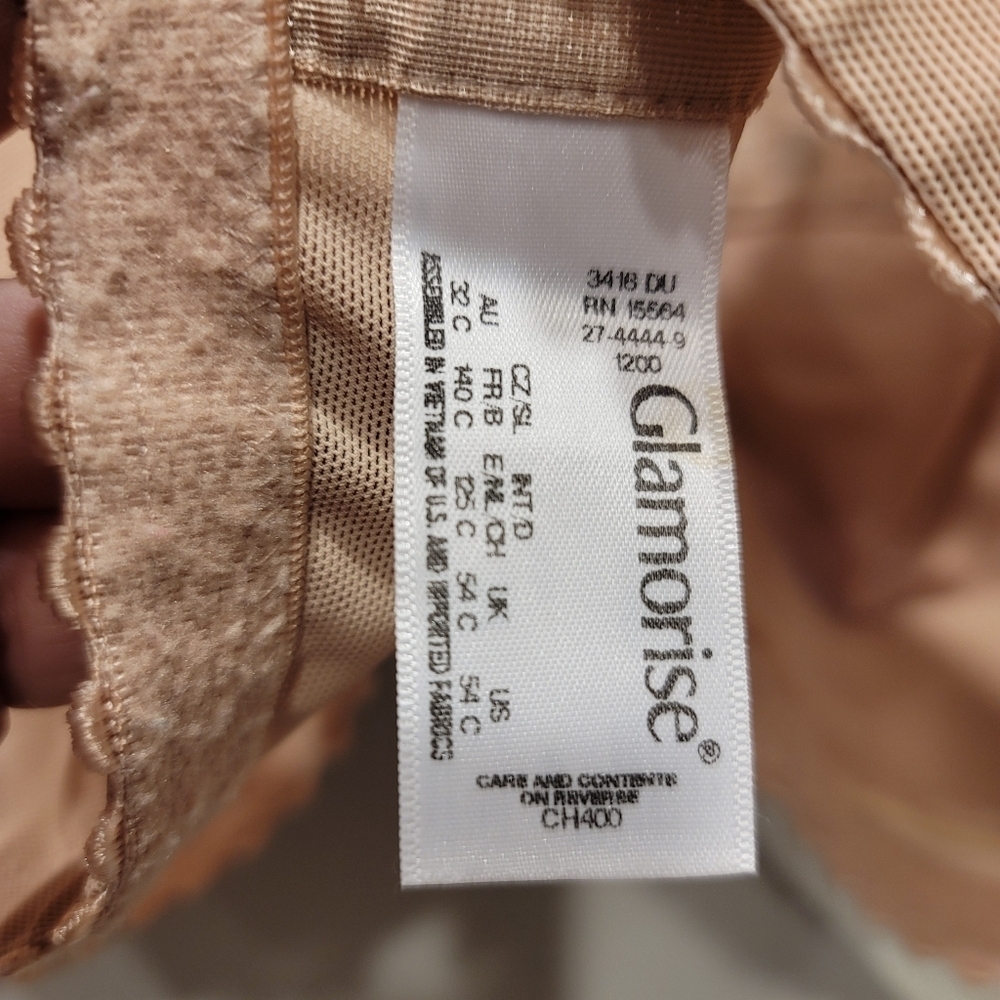 3416 DU
RN 15564
27-4444-9
1200
Glamorise®
CZ/SL INT/D
AU FR/B E/NL/CH UK US
32 C 140 C 125 C 54 C 54 C
ASSEMBLED IN VIETNAM OF U.S. AND IMPORTED FABRICS
CARE AND CONTENTS
ON REVERSE
CH400